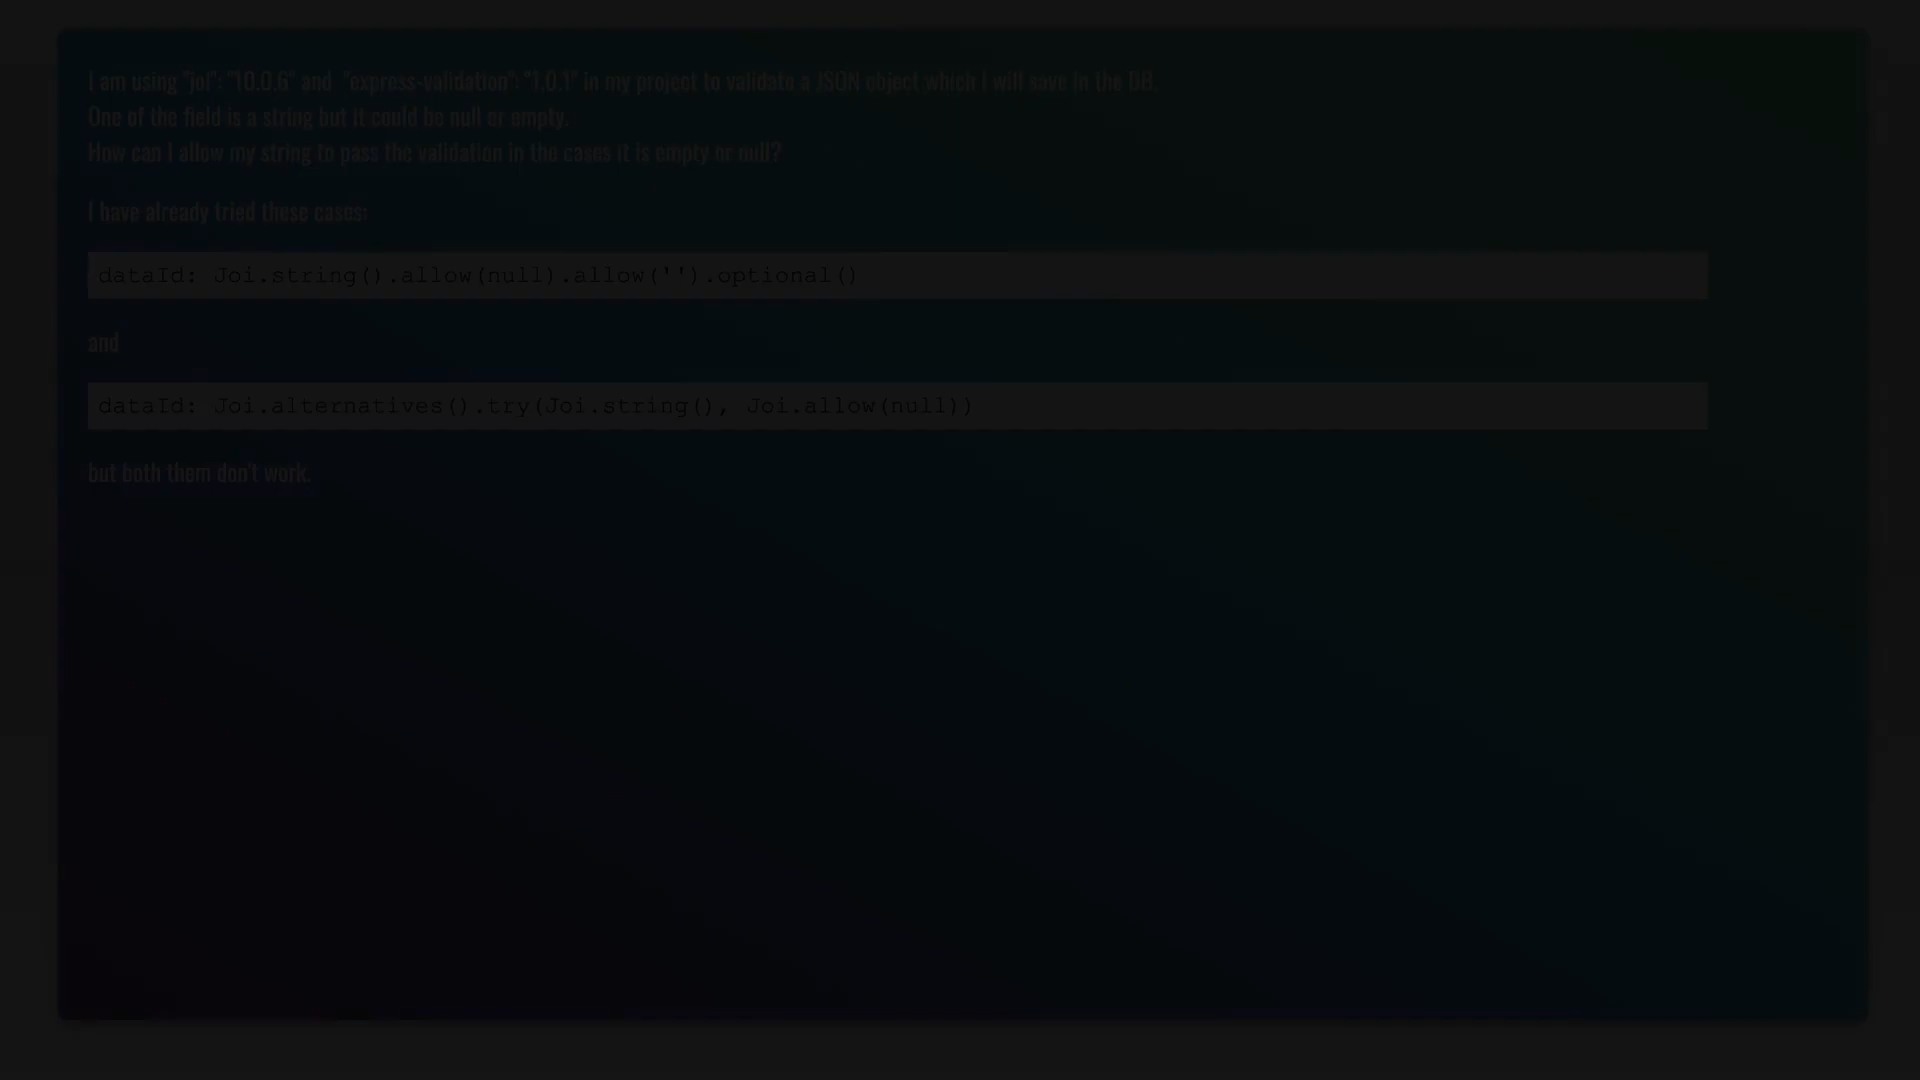 I am using "joi": "10.0.6" and "express-validation": "1.0.1" in my project to validate a JSON object which I will save in the DB.
One of the field is a string but it could be null or empty.
How can I allow my string to pass the validation in the cases it is empty or null?
I have already tried these cases:
dataId: Joi.string().allow(null).allow('').optional()
and
dataId: Joi.alternatives().try(Joi.string(), Joi.allow(null))
but both them don't work.